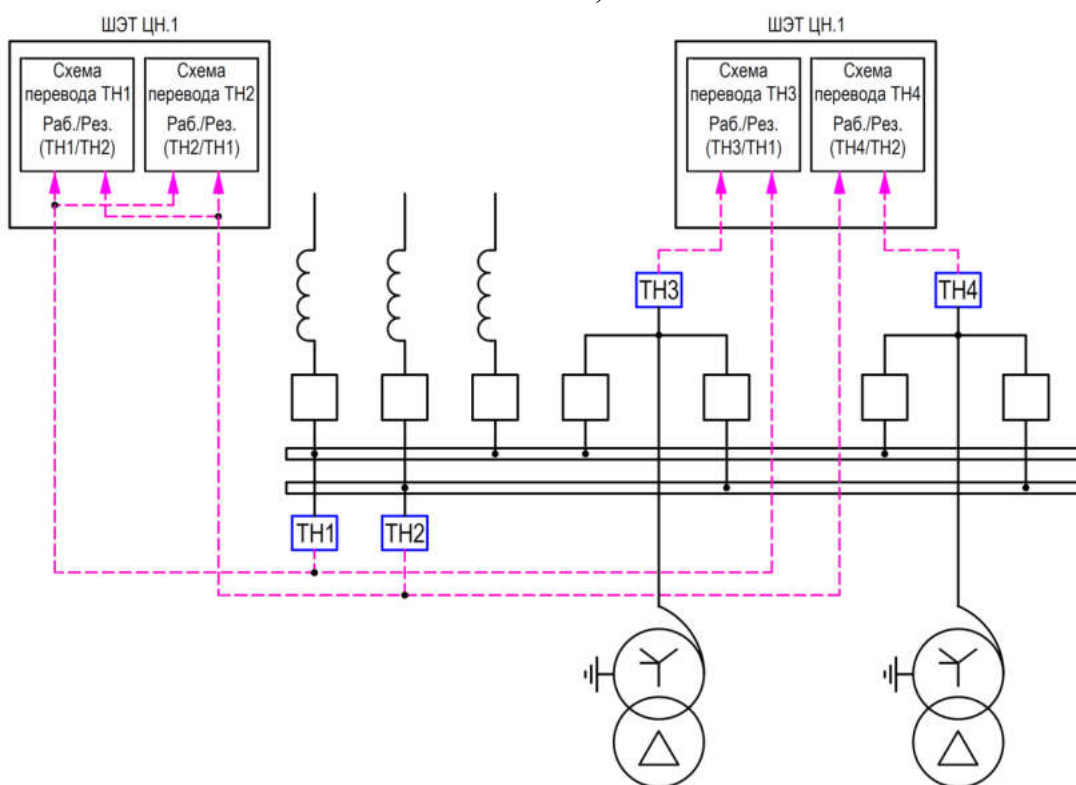 )
ШЭТ ЦН.1
Схема
перевода ТН1
Раб./Рез.
(ТН1/ТН2)
Схема
перевода ТН2
Раб./Рез.
(ТН2/ТН1)
ШЭТ ЦН.1
Схема
перевода ТН3
Раб./Рез.
(ТН3/ТН1)
Схема
перевода ТН4
Раб./Рез.
(ТН4/ТН2)
ТН3
ТН4
ТН1
ТН2